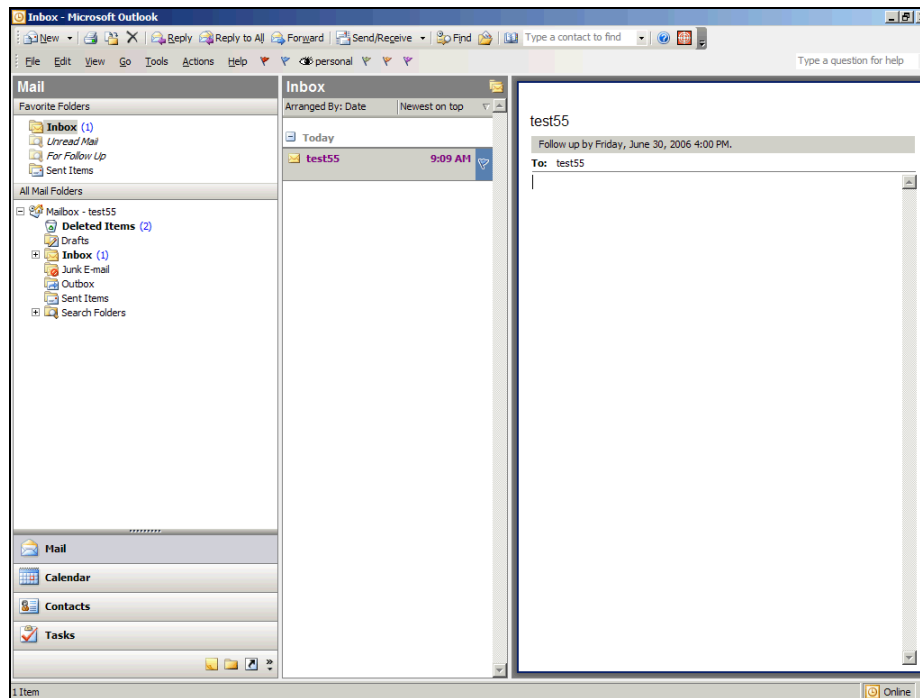 Inbox - Microsoft Outlook
New Reply Reply to All Forward Send/Receive Find Type a contact to find
File Edit View Go Tools Actions Help personal Type a question for help
Mail
Favorite Folders
Inbox (1)
Unread Mail
For Follow Up
Sent Items
All Mail Folders
Mailbox - test55
Deleted Items (2)
Drafts
Inbox (1)
Junk E-mail
Outbox
Sent Items
Search Folders
Mail
Calendar
Contacts
Tasks
Inbox
Arranged By: Date Newest on top
Today
test55 9:09 AM
test55
Follow up by Friday, June 30, 2006 4:00 PM.
To: test55
1 Item Online